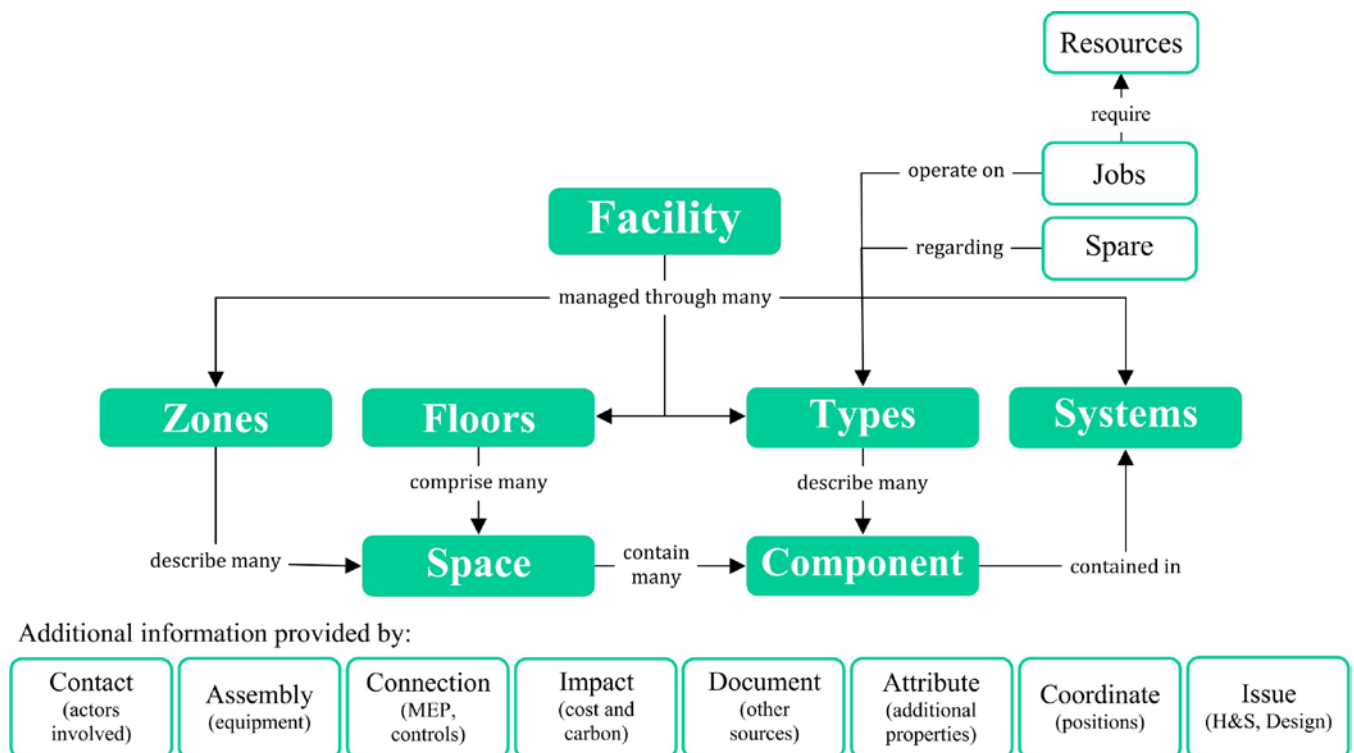 Resources
require
operate on
Jobs
Facility
regarding
Spare
managed through many
Zones
Floors
Types
Systems
comprise many
describe many
describe many
Space
contain
many
Component
contained in
Additional information provided by:
Contact
(actors
involved)
Assembly
(equipment)
Connection
(MEP,
controls)
Impact
(cost and
carbon)
Document
(other
sources)
Attribute
(additional
properties)
Coordinate
(positions)
Issue
(H&S, Design)